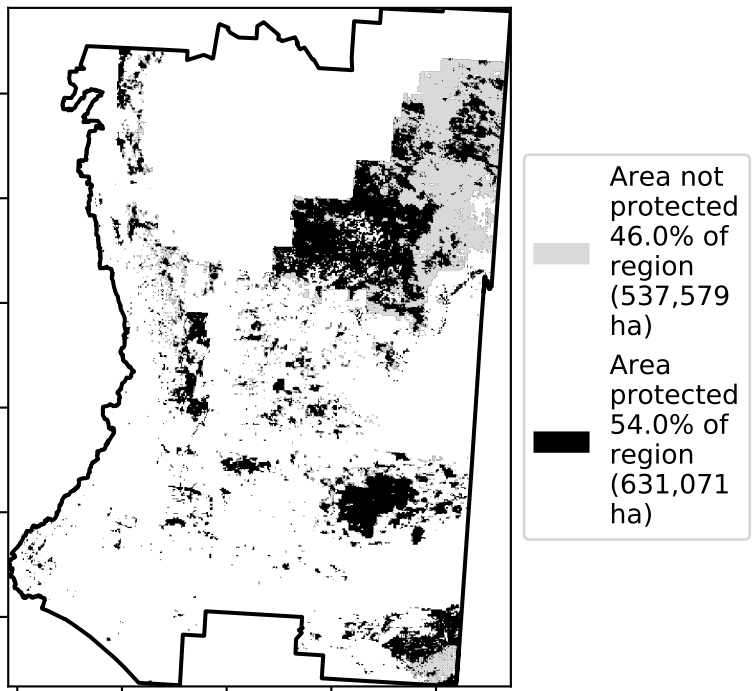 Area not
protected
46.0% of
region
(537,579
ha)
Area
protected
54.0% of
region
(631,071
ha)